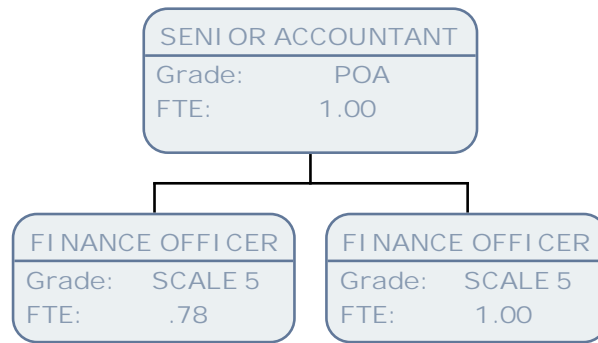 SENIOR ACCOUNTANT
Grade: POA
FTE: 1.00
FINANCE OFFICER
Grade: SCALE 5
FTE: .78
FINANCE OFFICER
Grade: SCALE 5
FTE: 1.00